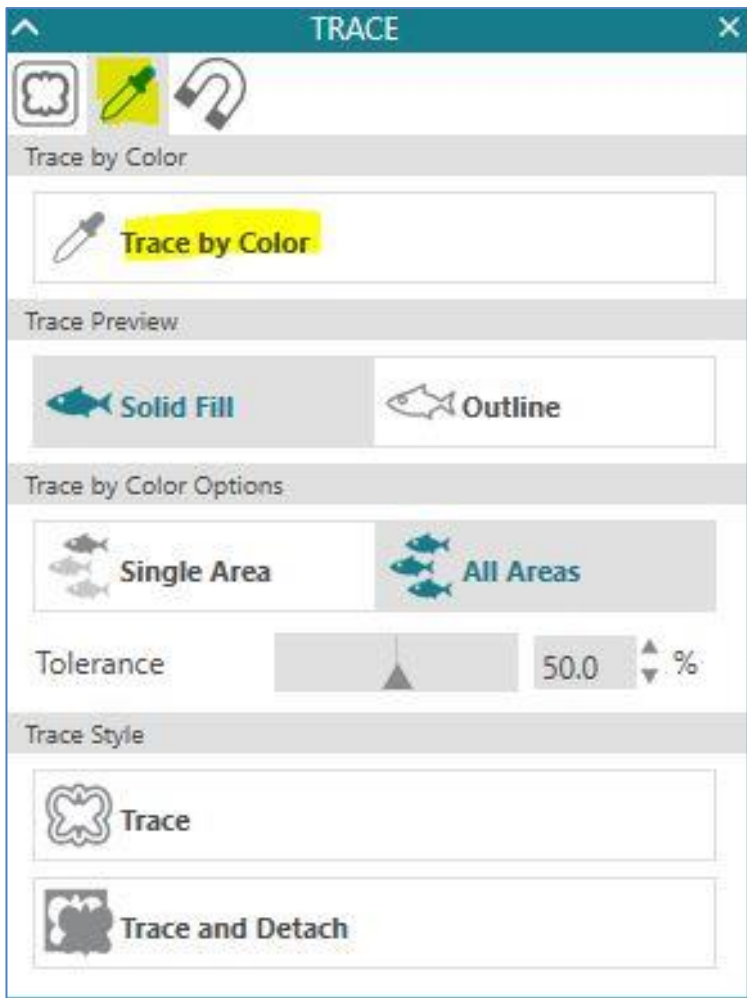 TRACE
Trace by Color
Trace by Color
Trace Preview
Solid Fill Outline
Trace by Color Options
Single Area All Areas
Tolerance 50.0 %
Trace Style
Trace
Trace and Detach